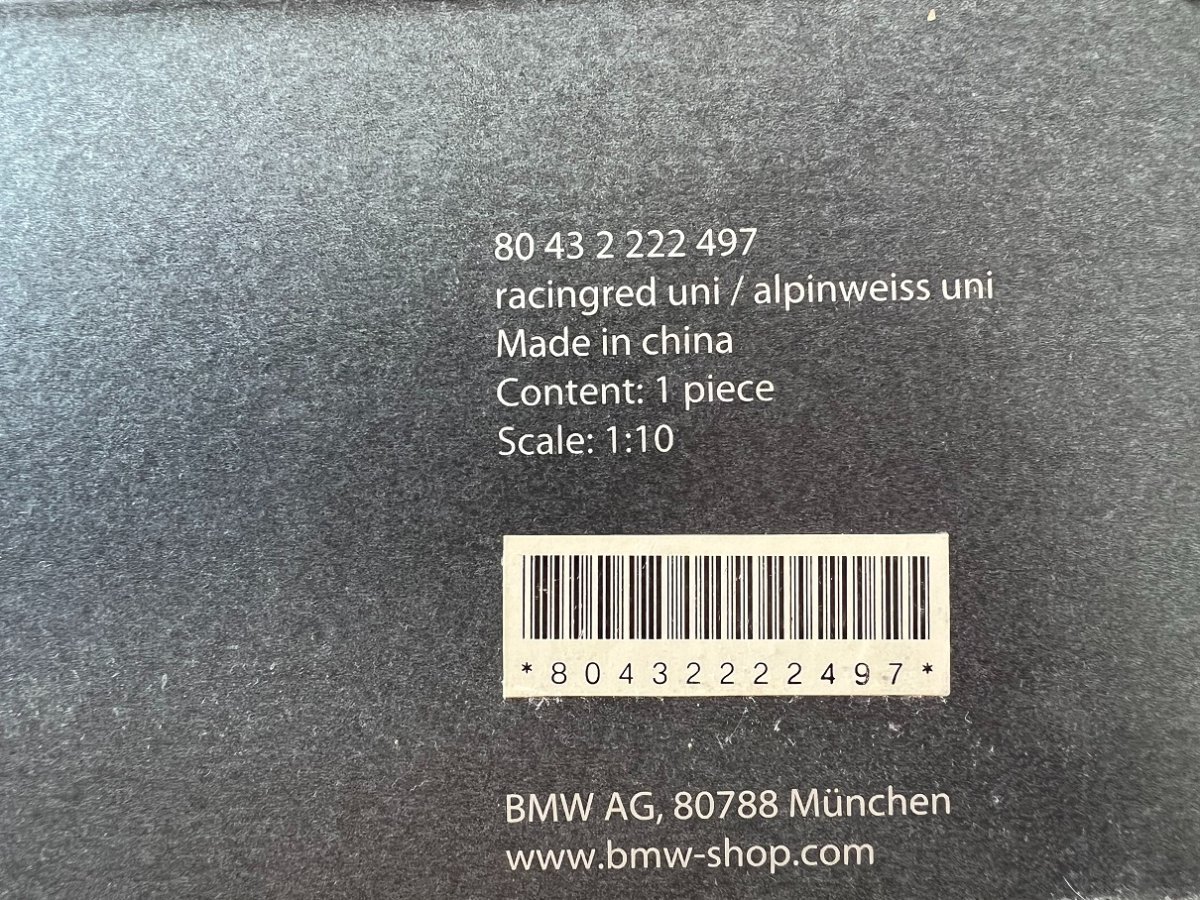 80 43 2 222 497
racingred uni / alpinweiss uni
Made in china
Content: 1 piece
Scale: 1:10
*80432222497*
BMW AG, 80788 München
www.bmw-shop.com